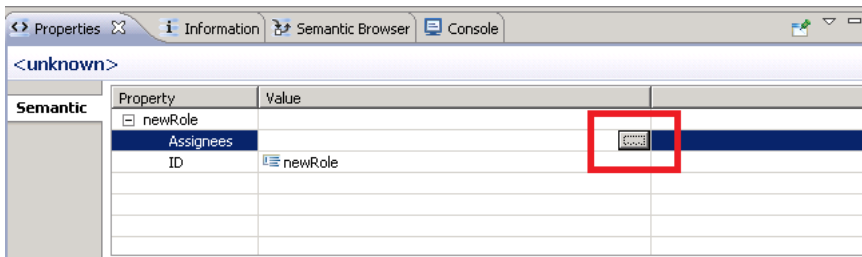 Properties Information Semantic Browser Console
<unknown>
Semantic
Property Value
newRole
Assignees ...
ID newRole